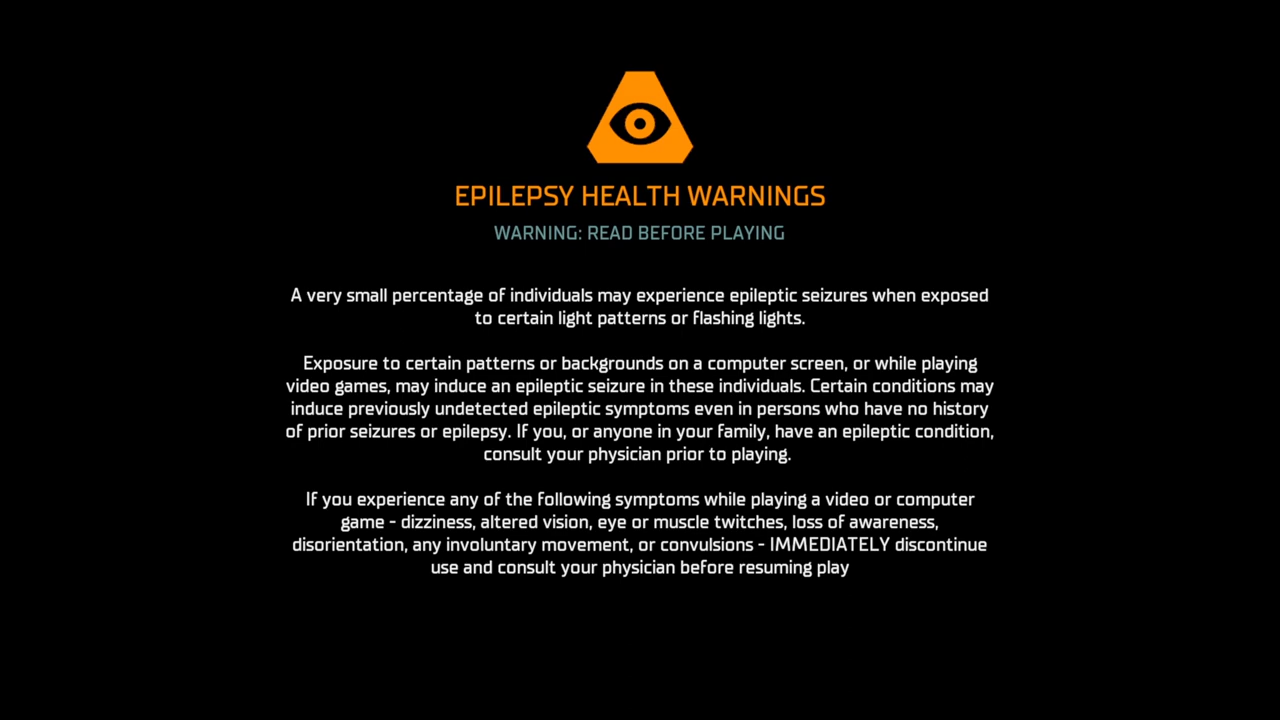 EPILEPSY HEALTH WARNINGS
WARNING: READ BEFORE PLAYING
A very small percentage of individuals may experience epileptic seizures when exposed
to certain light patterns or flashing lights.
Exposure to certain patterns or backgrounds on a computer screen, or while playing
video games, may induce an epileptic seizure in these individuals. Certain conditions may
induce previously undetected epileptic symptoms even in persons who have no history
of prior seizures or epilepsy. If you, or anyone in your family, have an epileptic condition,
consult your physician prior to playing.
If you experience any of the following symptoms while playing a video or computer
game - dizziness, altered vision, eye or muscle twitches, loss of awareness,
disorientation, any involuntary movement, or convulsions - IMMEDIATELY discontinue
use and consult your physician before resuming play